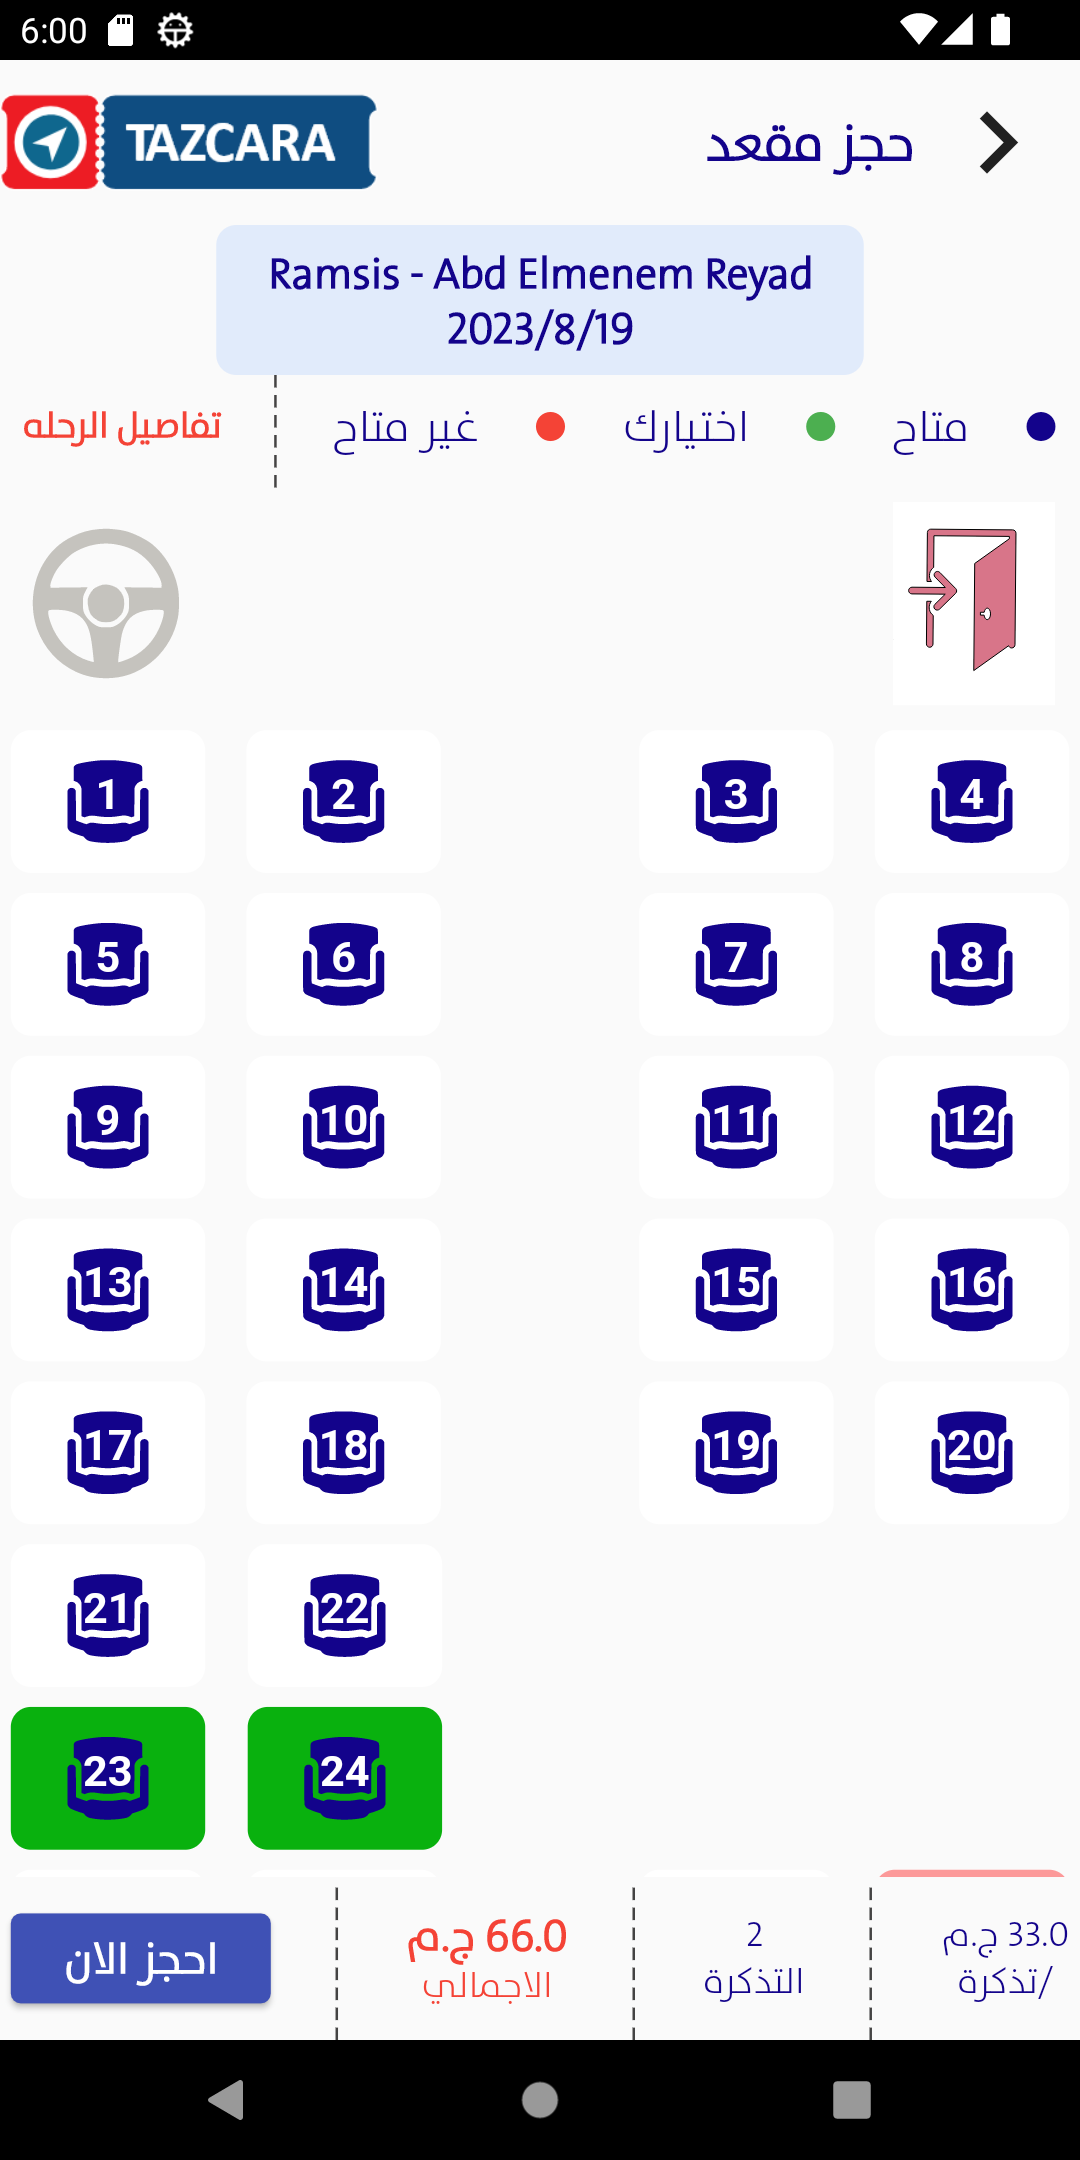 6:00
TAZCARA
حجز مقعد
Ramsis - Abd Elmenem Reyad
2023/8/19
متاح
اختيارك
غير متاح
تفاصيل الرحله
1 2 3 4
5 6 7 8
9 10 11 12
13 14 15 16
17 18 19 20
21 22
23 24
33.0 ج.م
/تذكرة
2
التذكرة
66.0 ج.م
الاجمالي
احجز الان